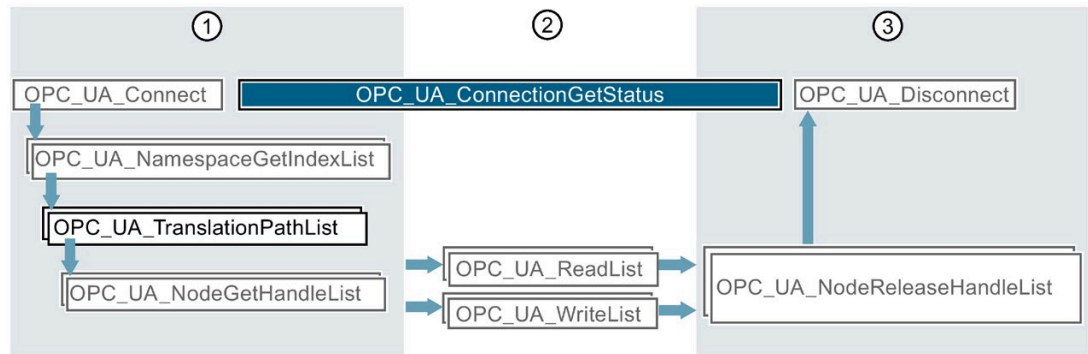 1
2
3
OPC_UA_Connect
OPC_UA_ConnectionGetStatus
OPC_UA_Disconnect
OPC_UA_NamespaceGetIndexList
OPC_UA_TranslationPathList
OPC_UA_ReadList
OPC_UA_NodeGetHandleList
OPC_UA_NodeReleaseHandleList
OPC_UA_WriteList